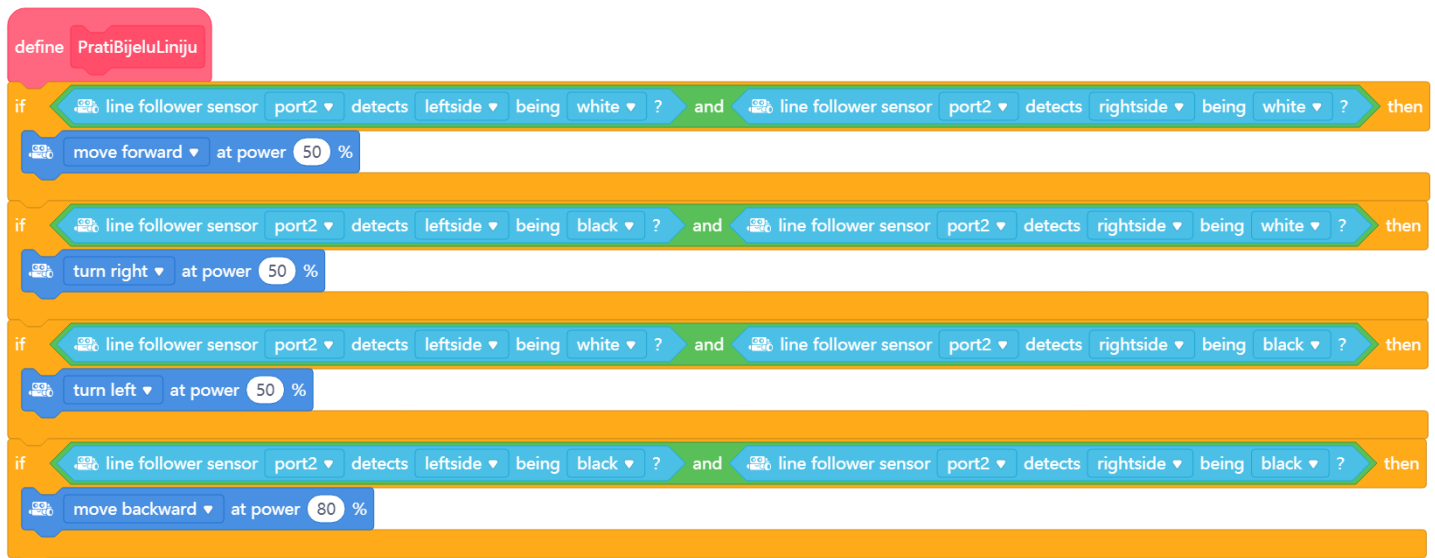 define PratiBijeluLiniju
if line follower sensor port2 detects leftside being white ? and line follower sensor port2 detects rightside being white ? then
move forward at power 50 %
if line follower sensor port2 detects leftside being black ? and line follower sensor port2 detects rightside being white ? then
turn right at power 50 %
if line follower sensor port2 detects leftside being white ? and line follower sensor port2 detects rightside being black ? then
turn left at power 50 %
if line follower sensor port2 detects leftside being black ? and line follower sensor port2 detects rightside being black ? then
move backward at power 80 %